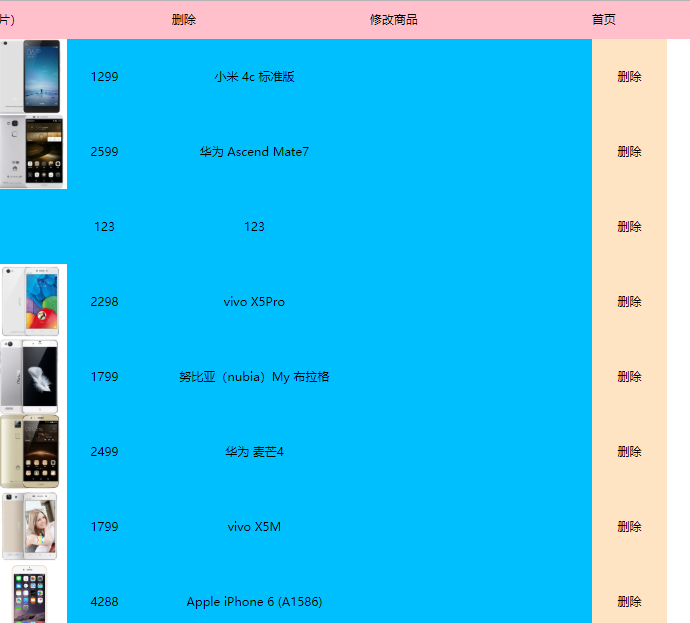 片） 删除 修改商品 首页
1299 小米 4c 标准版 删除
2599 华为 Ascend Mate7 删除
123 123 删除
2298 vivo X5Pro 删除
1799 努比亚（nubia）My 布拉格 删除
2499 华为 麦芒4 删除
1799 vivo X5M 删除
4288 Apple iPhone 6 (A1586) 删除